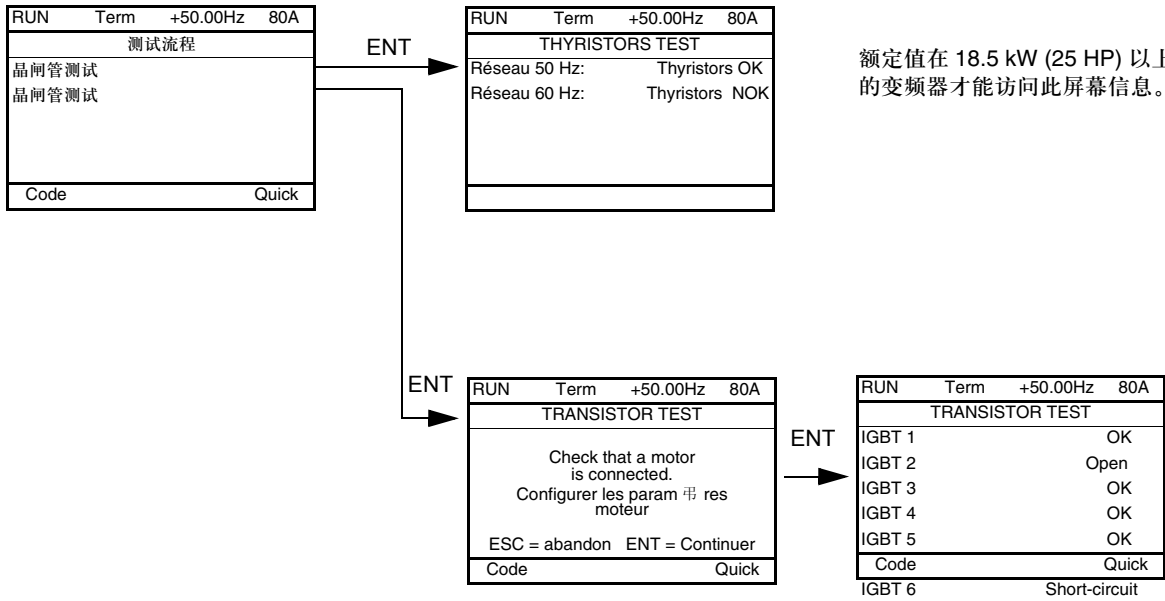 RUN Term +50.00Hz 80A
测试流程
晶闸管测试
晶闸管测试
Code Quick
ENT
RUN Term +50.00Hz 80A
THYRISTORS TEST
Réseau 50 Hz: Thyristors OK
Réseau 60 Hz: Thyristors NOK
额定值在 18.5 kW (25 HP) 以上
的变频器才能访问此屏幕信息。
ENT
RUN Term +50.00Hz 80A
TRANSISTOR TEST
Check that a motor
is connected.
Configurer les param 弔 res
moteur
ESC = abandon ENT = Continuer
Code Quick
ENT
RUN Term +50.00Hz 80A
TRANSISTOR TEST
IGBT 1 OK
IGBT 2 Open
IGBT 3 OK
IGBT 4 OK
IGBT 5 OK
Code Quick
IGBT 6 Short-circuit